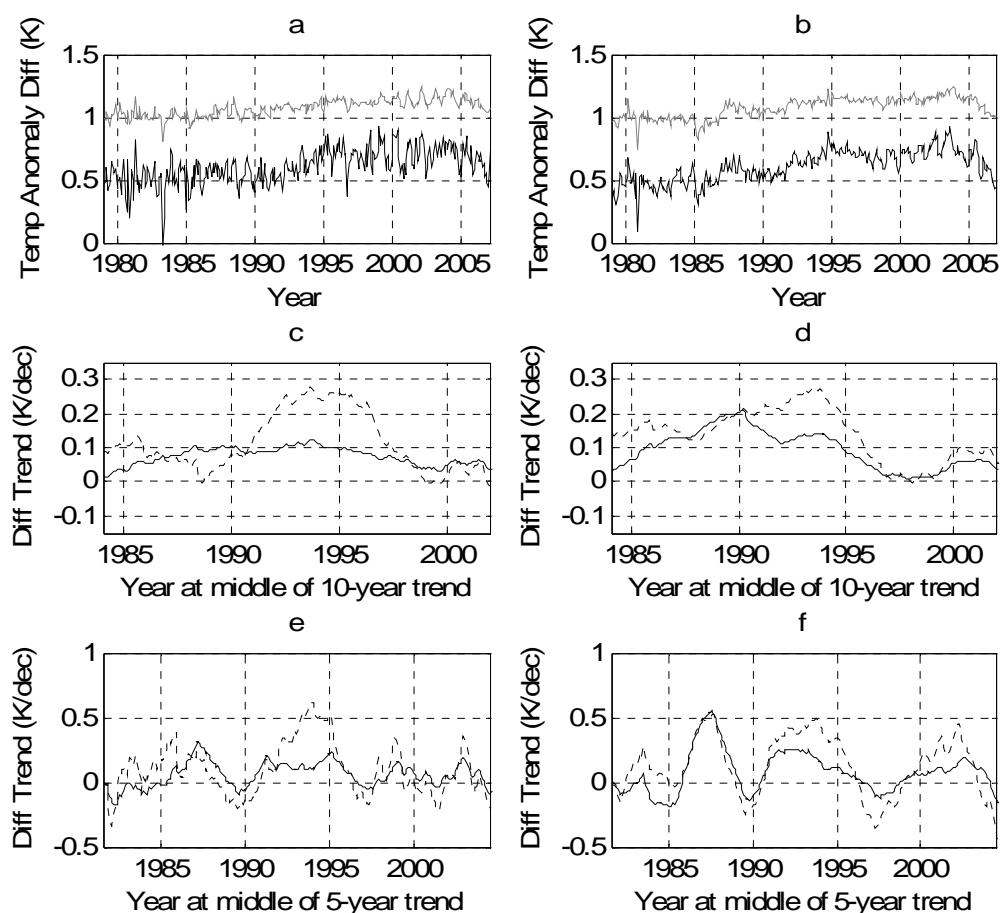 a
Temp Anomaly Diff (K)
1.5
1
0.5
0
1980 1985 1990 1995 2000 2005
Year
b
Temp Anomaly Diff (K)
1.5
1
0.5
0
1980 1985 1990 1995 2000 2005
Year
c
Diff Trend (K/dec)
0.3
0.2
0.1
0
-0.1
1985 1990 1995 2000
Year at middle of 10-year trend
d
Diff Trend (K/dec)
0.3
0.2
0.1
0
-0.1
1985 1990 1995 2000
Year at middle of 10-year trend
e
Diff Trend (K/dec)
1
0.5
0
-0.5
1985 1990 1995 2000
Year at middle of 5-year trend
f
Diff Trend (K/dec)
1
0.5
0
-0.5
1985 1990 1995 2000
Year at middle of 5-year trend